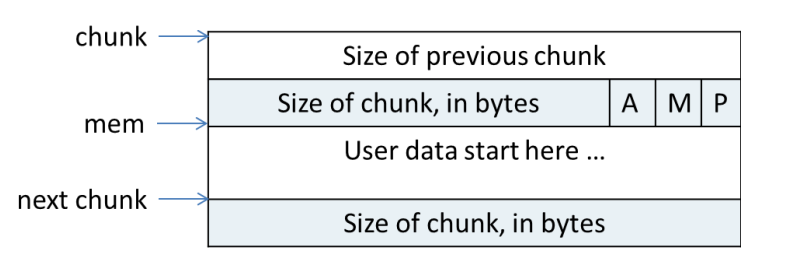 chunk
Size of previous chunk
Size of chunk, in bytes A M P
mem
User data start here ...
next chunk
Size of chunk, in bytes